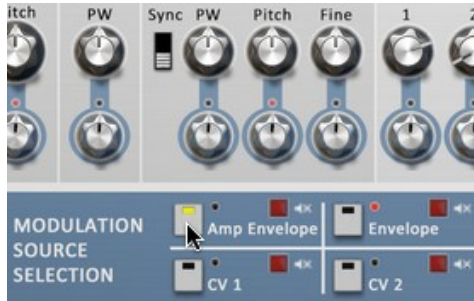 itch PW Sync PW Pitch Fine 1 2
MODULATION SOURCE SELECTION
Amp Envelope Envelope
CV 1 CV 2